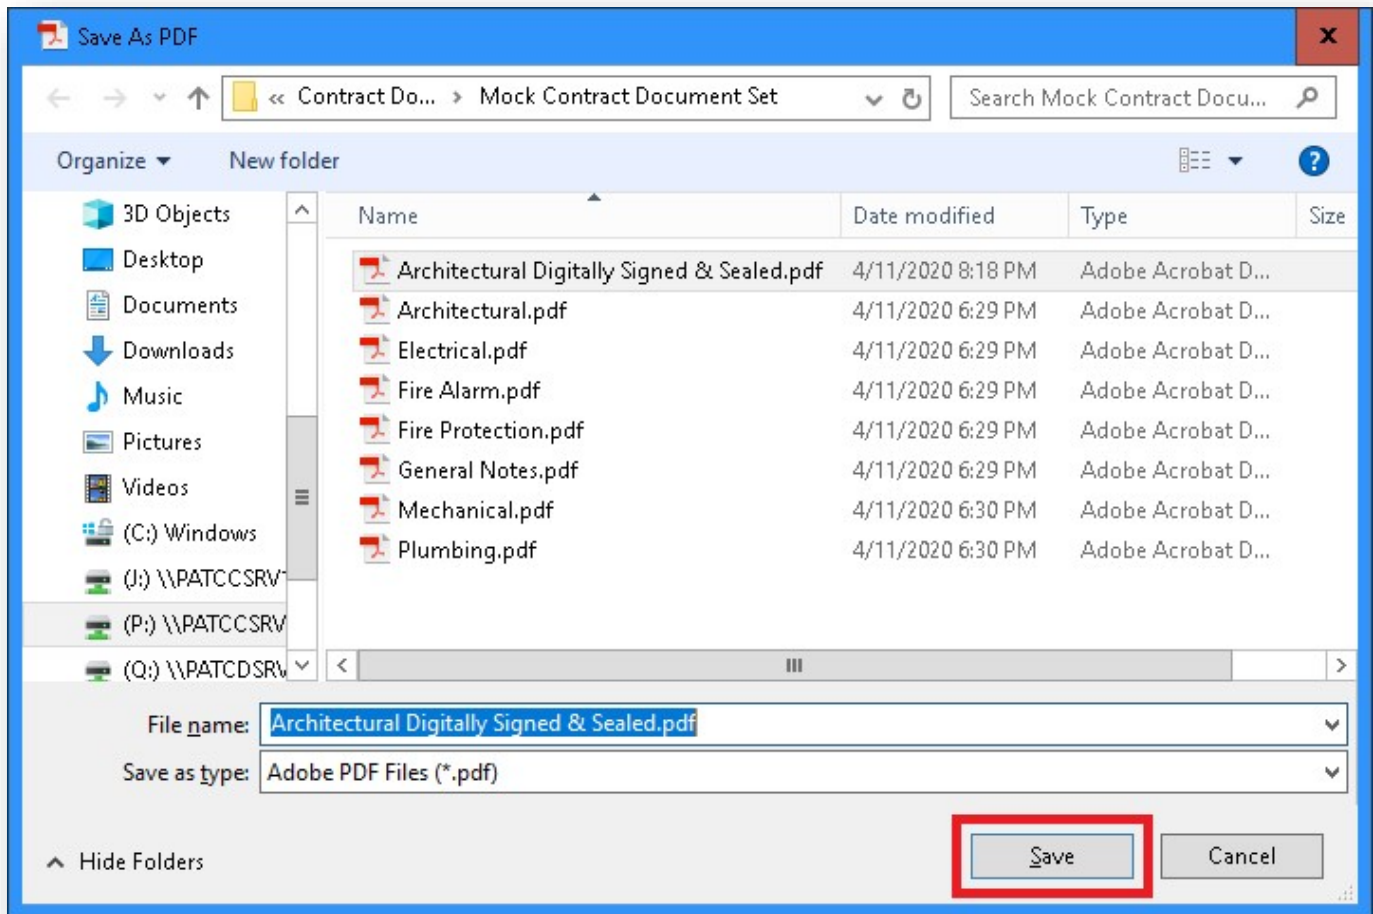 Save As PDF
x
« Contract Do... > Mock Contract Document Set
Search Mock Contract Docu...
Organize
New folder
?
3D Objects
Desktop
Documents
Downloads
Music
Pictures
Videos
(C:) Windows
(J:) \\PATCCSRV
(P:) \\PATCCSRV
(Q:) \\PATCDSRV
Name Date modified Type Size
Architectural Digitally Signed & Sealed.pdf 4/11/2020 8:18 PM Adobe Acrobat D...
Architectural.pdf 4/11/2020 6:29 PM Adobe Acrobat D...
Electrical.pdf 4/11/2020 6:29 PM Adobe Acrobat D...
Fire Alarm.pdf 4/11/2020 6:29 PM Adobe Acrobat D...
Fire Protection.pdf 4/11/2020 6:29 PM Adobe Acrobat D...
General Notes.pdf 4/11/2020 6:29 PM Adobe Acrobat D...
Mechanical.pdf 4/11/2020 6:30 PM Adobe Acrobat D...
Plumbing.pdf 4/11/2020 6:30 PM Adobe Acrobat D...
File name: Architectural Digitally Signed & Sealed.pdf
Save as type: Adobe PDF Files (*.pdf)
Hide Folders
Save
Cancel